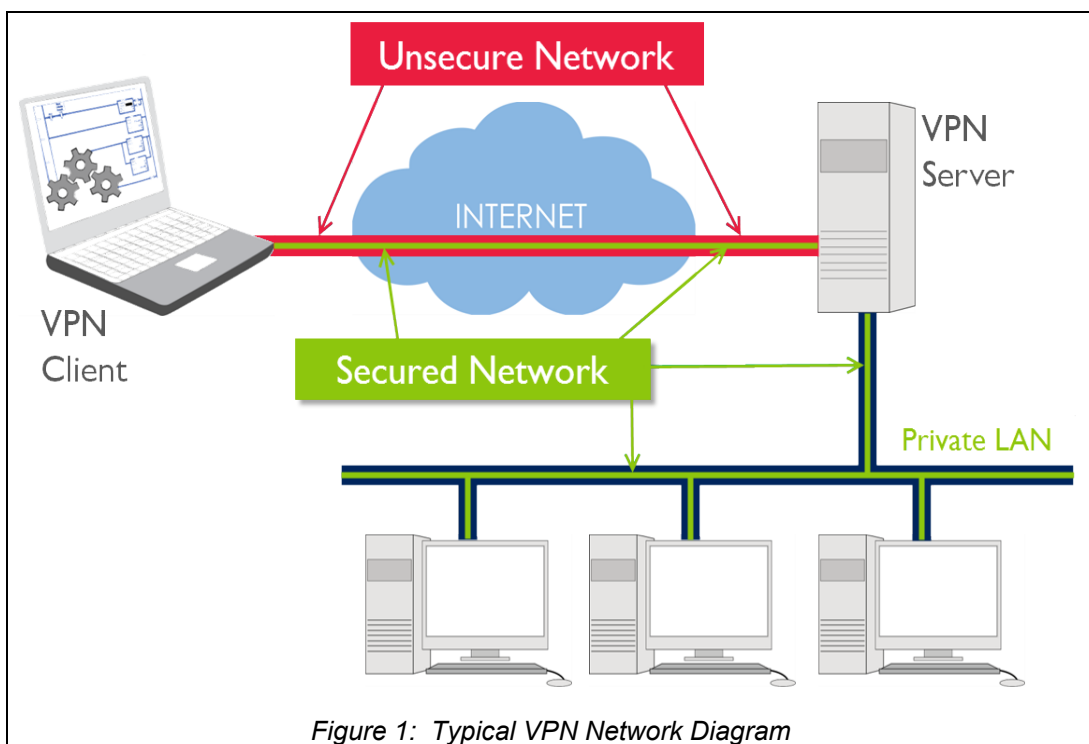 Unsecure Network
VPN
Server
INTERNET
VPN
Client
Secured Network
Private LAN
Figure 1:  Typical VPN Network Diagram